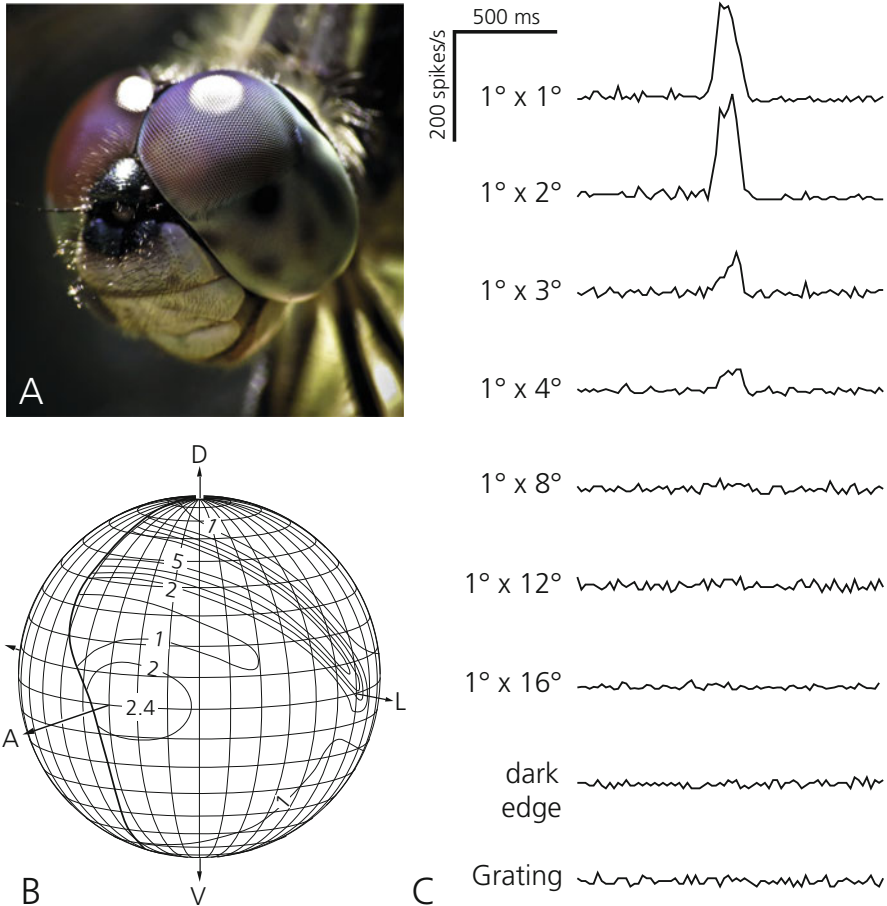 A
500 ms
200 spikes/s
1° x 1°
1° x 2°
1° x 3°
1° x 4°
1° x 8°
1° x 12°
1° x 16°
dark
edge
Grating
C
D
1
5
2
1
2
2.4
L
A
1
V
B